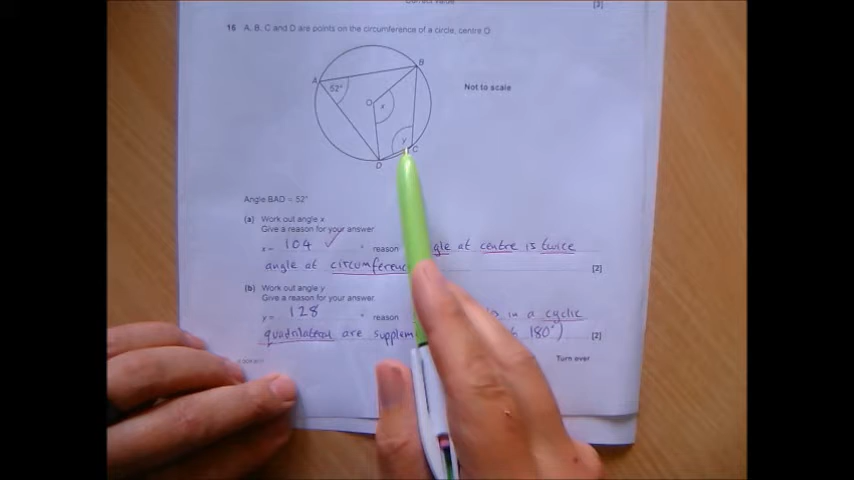 [3]
16 A, B, C and D are points on the circumference of a circle, centre O
B
A
52°
O
x
Not to scale
y
C
D
Angle BAD = 52°
(a) Work out angle x
Give a reason for your answer
x = 104 ° reason gle at centre is twice
angle at circumference [2]
(b) Work out angle y
Give a reason for your answer
y = 128 ° reason in a cyclic
quadrilateral are supplem 180°) [2]
Turn over